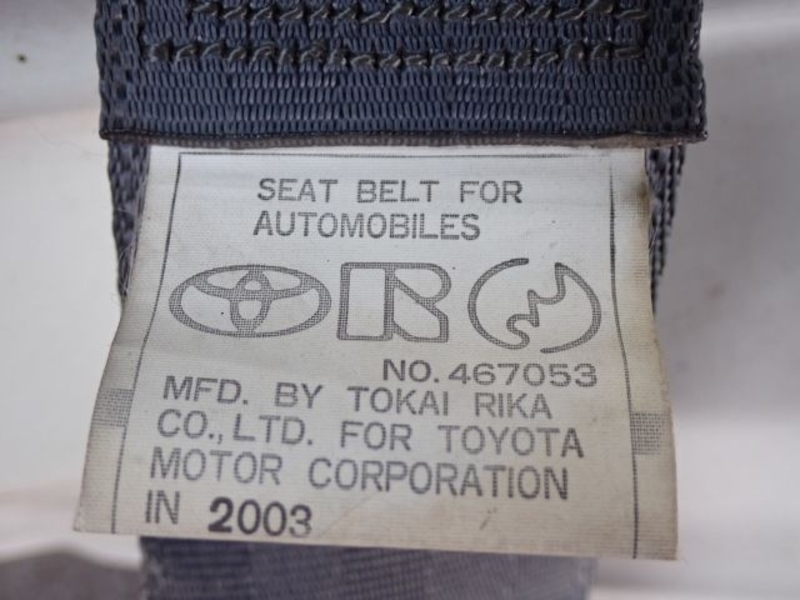 SEAT BELT FOR
AUTOMOBILES
R
NO. 467053
MFD. BY TOKAI RIKA
CO., LTD. FOR TOYOTA
MOTOR CORPORATION
IN 2003